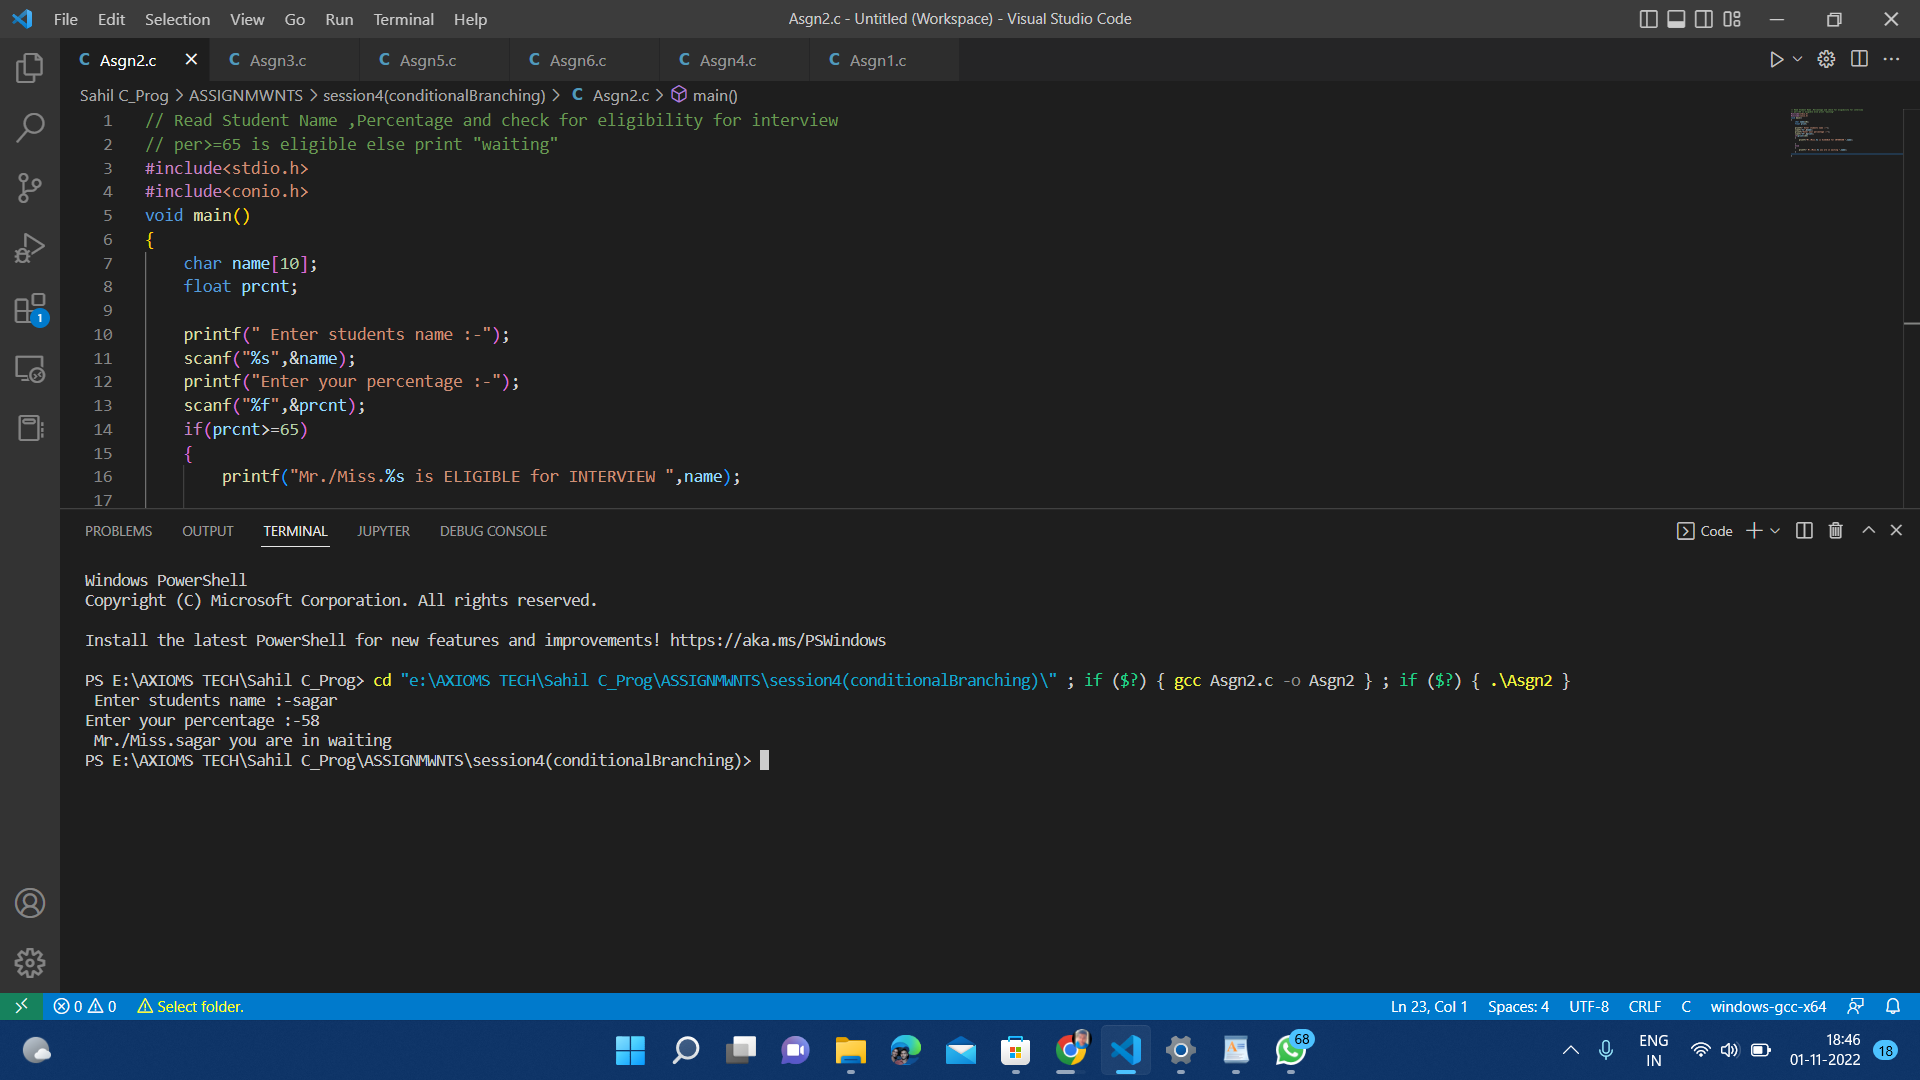 File Edit Selection View Go Run Terminal Help
Asgn2.c - Untitled (Workspace) - Visual Studio Code
C Asgn2.c C Asgn3.c C Asgn5.c C Asgn6.c C Asgn4.c C Asgn1.c
Sahil C_Prog > ASSIGNMWNTS > session4(conditionalBranching) > C Asgn2.c > main()
1 // Read Student Name ,Percentage and check for eligibility for interview
2 // per>=65 is eligible else print "waiting"
3 #include<stdio.h>
4 #include<conio.h>
5 void main()
6 {
7 char name[10];
8 float prcnt;
9
10 printf(" Enter students name :-");
11 scanf("%s",&name);
12 printf("Enter your percentage :-");
13 scanf("%f",&prcnt);
14 if(prcnt>=65)
15 {
16 printf("Mr./Miss.%s is ELIGIBLE for INTERVIEW ",name);
17
1
PROBLEMS OUTPUT TERMINAL JUPYTER DEBUG CONSOLE
Code
Windows PowerShell
Copyright (C) Microsoft Corporation. All rights reserved.
Install the latest PowerShell for new features and improvements! https://aka.ms/PSWindows
PS E:\AXIOMS TECH\Sahil C_Prog> cd "e:\AXIOMS TECH\Sahil C_Prog\ASSIGNMWNTS\session4(conditionalBranching)\" ; if ($?) { gcc Asgn2.c -o Asgn2 } ; if ($?) { .\Asgn2 }
Enter students name :-sagar
Enter your percentage :-58
Mr./Miss.sagar you are in waiting
PS E:\AXIOMS TECH\Sahil C_Prog\ASSIGNMWNTS\session4(conditionalBranching)>
0 0 Select folder.
Ln 23, Col 1 Spaces: 4 UTF-8 CRLF C windows-gcc-x64
68
ENG
IN
18:46
01-11-2022
18